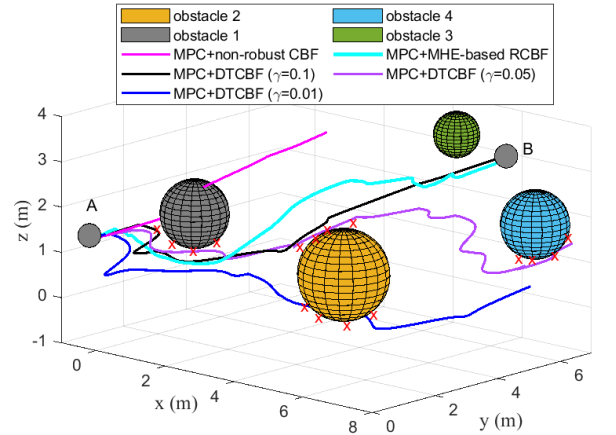 obstacle 2 obstacle 4
obstacle 1 obstacle 3
MPC+non-robust CBF MPC+MHE-based RCBF
MPC+DTCBF (γ=0.1) MPC+DTCBF (γ=0.05)
MPC+DTCBF (γ=0.01)
4
3
2
1
0
-1
z (m)
A
B
0
2
4
6
8
x (m)
0
2
4
6
y (m)